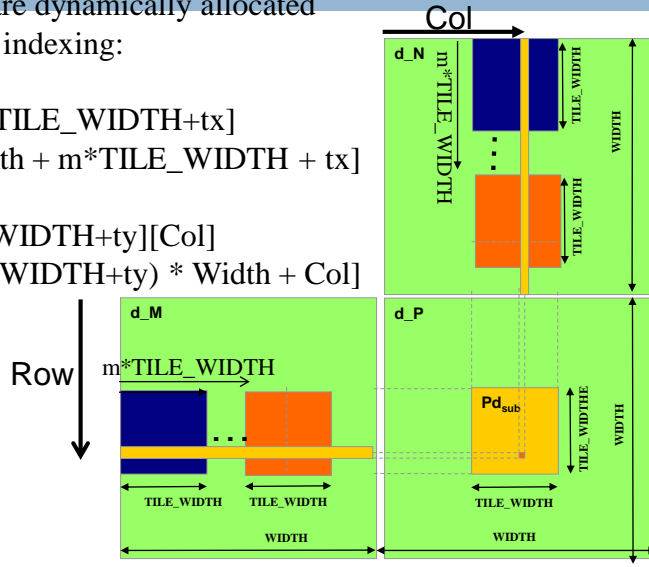 are dynamically allocated
indexing:
TILE_WIDTH+tx]
th + m*TILE_WIDTH + tx]
WIDTH+ty][Col]
WIDTH+ty) * Width + Col]
Col
d_N
m*TILE_WIDTH
TILE_WIDTH
WIDTH
...
TILE_WIDTH
Row
d_M
m*TILE_WIDTH
...
TILE_WIDTH
TILE_WIDTH
WIDTH
d_P
Pdsub
TILE_WIDTHE
WIDTH
TILE_WIDTH
WIDTH